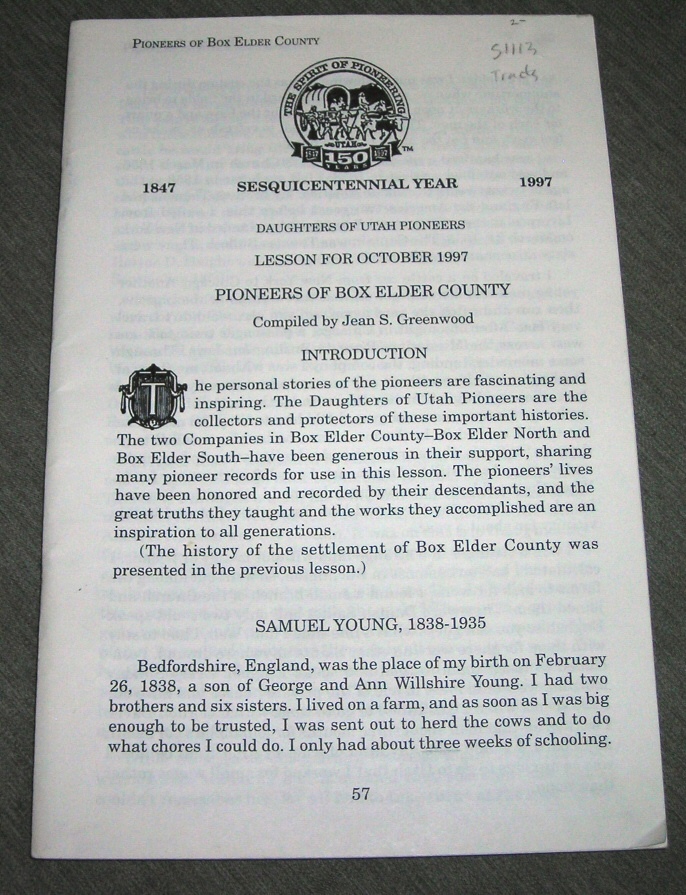 PIONEERS OF BOX ELDER COUNTY
2-
S1113
Trads
THE SPIRIT OF PIONEERING
UTAH
1847 150 1997
YEARS
TM
1847 SESQUICENTENNIAL YEAR 1997
DAUGHTERS OF UTAH PIONEERS
LESSON FOR OCTOBER 1997
PIONEERS OF BOX ELDER COUNTY
Compiled by Jean S. Greenwood
INTRODUCTION
The personal stories of the pioneers are fascinating and
inspiring. The Daughters of Utah Pioneers are the
collectors and protectors of these important histories.
The two Companies in Box Elder County–Box Elder North and
Box Elder South–have been generous in their support, sharing
many pioneer records for use in this lesson. The pioneers' lives
have been honored and recorded by their descendants, and the
great truths they taught and the works they accomplished are an
inspiration to all generations.
(The history of the settlement of Box Elder County was
presented in the previous lesson.)
SAMUEL YOUNG, 1838-1935
Bedfordshire, England, was the place of my birth on February
26, 1838, a son of George and Ann Willshire Young. I had two
brothers and six sisters. I lived on a farm, and as soon as I was big
enough to be trusted, I was sent out to herd the cows and to do
what chores I could do. I only had about three weeks of schooling.
57